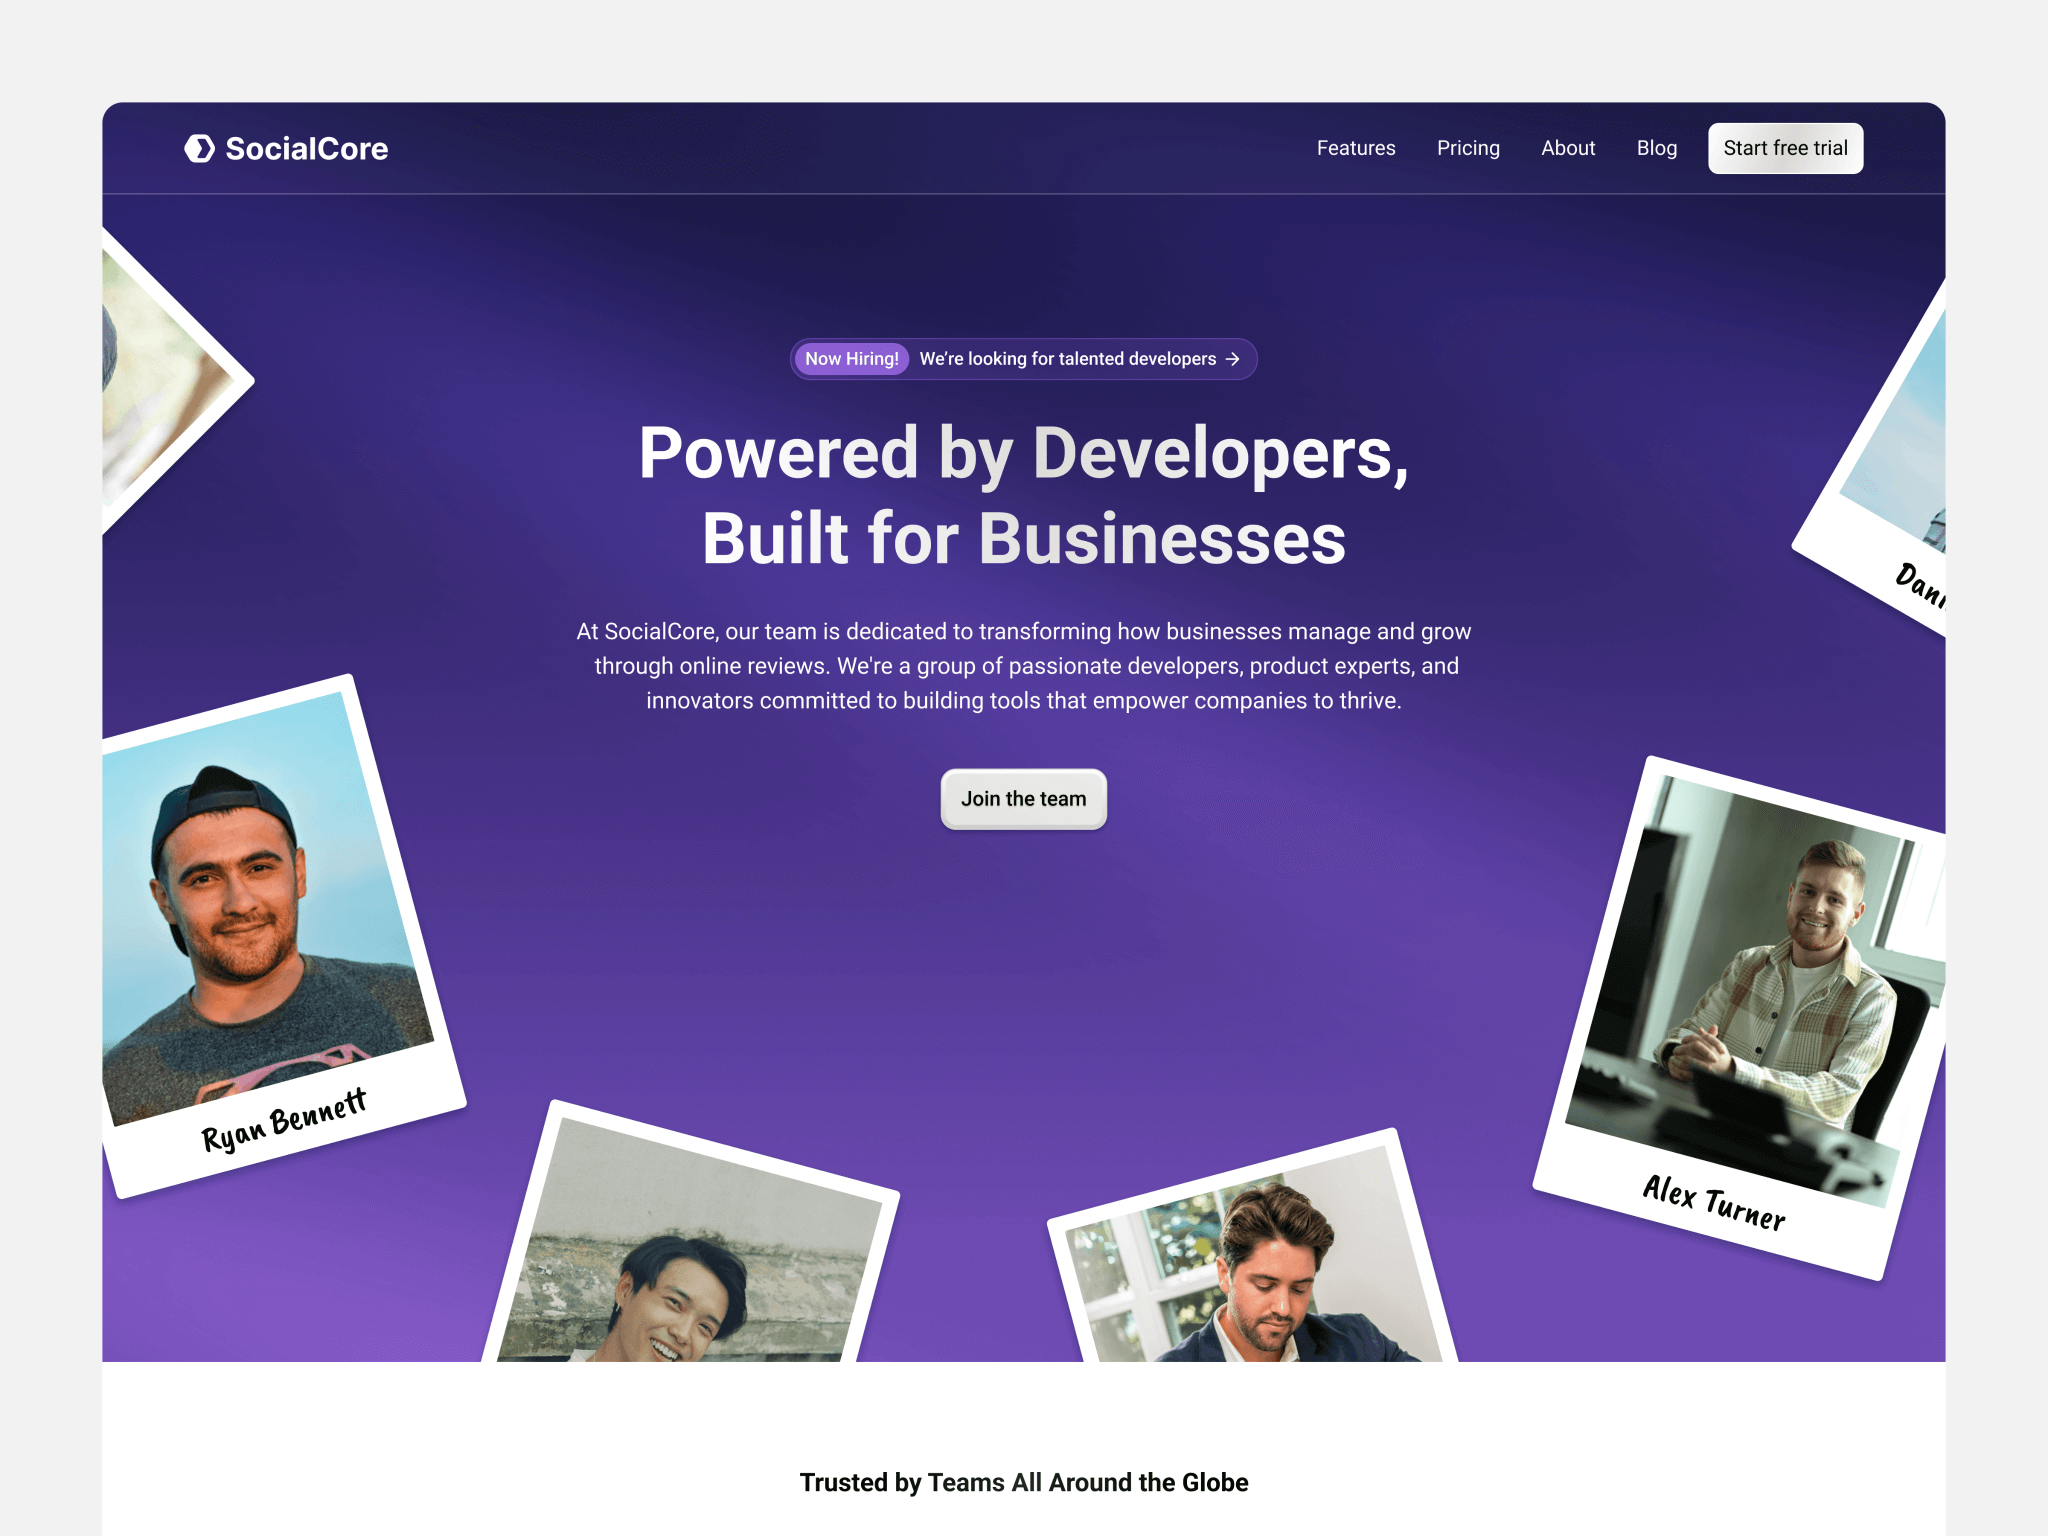 SocialCore
Features
Pricing
About
Blog
Start free trial
Now Hiring! We’re looking for talented developers →
Powered by Developers,
Built for Businesses
At SocialCore, our team is dedicated to transforming how businesses manage and grow
through online reviews. We're a group of passionate developers, product experts, and
innovators committed to building tools that empower companies to thrive.
Join the team
Ryan Bennett
Alex Turner
Trusted by Teams All Around the Globe